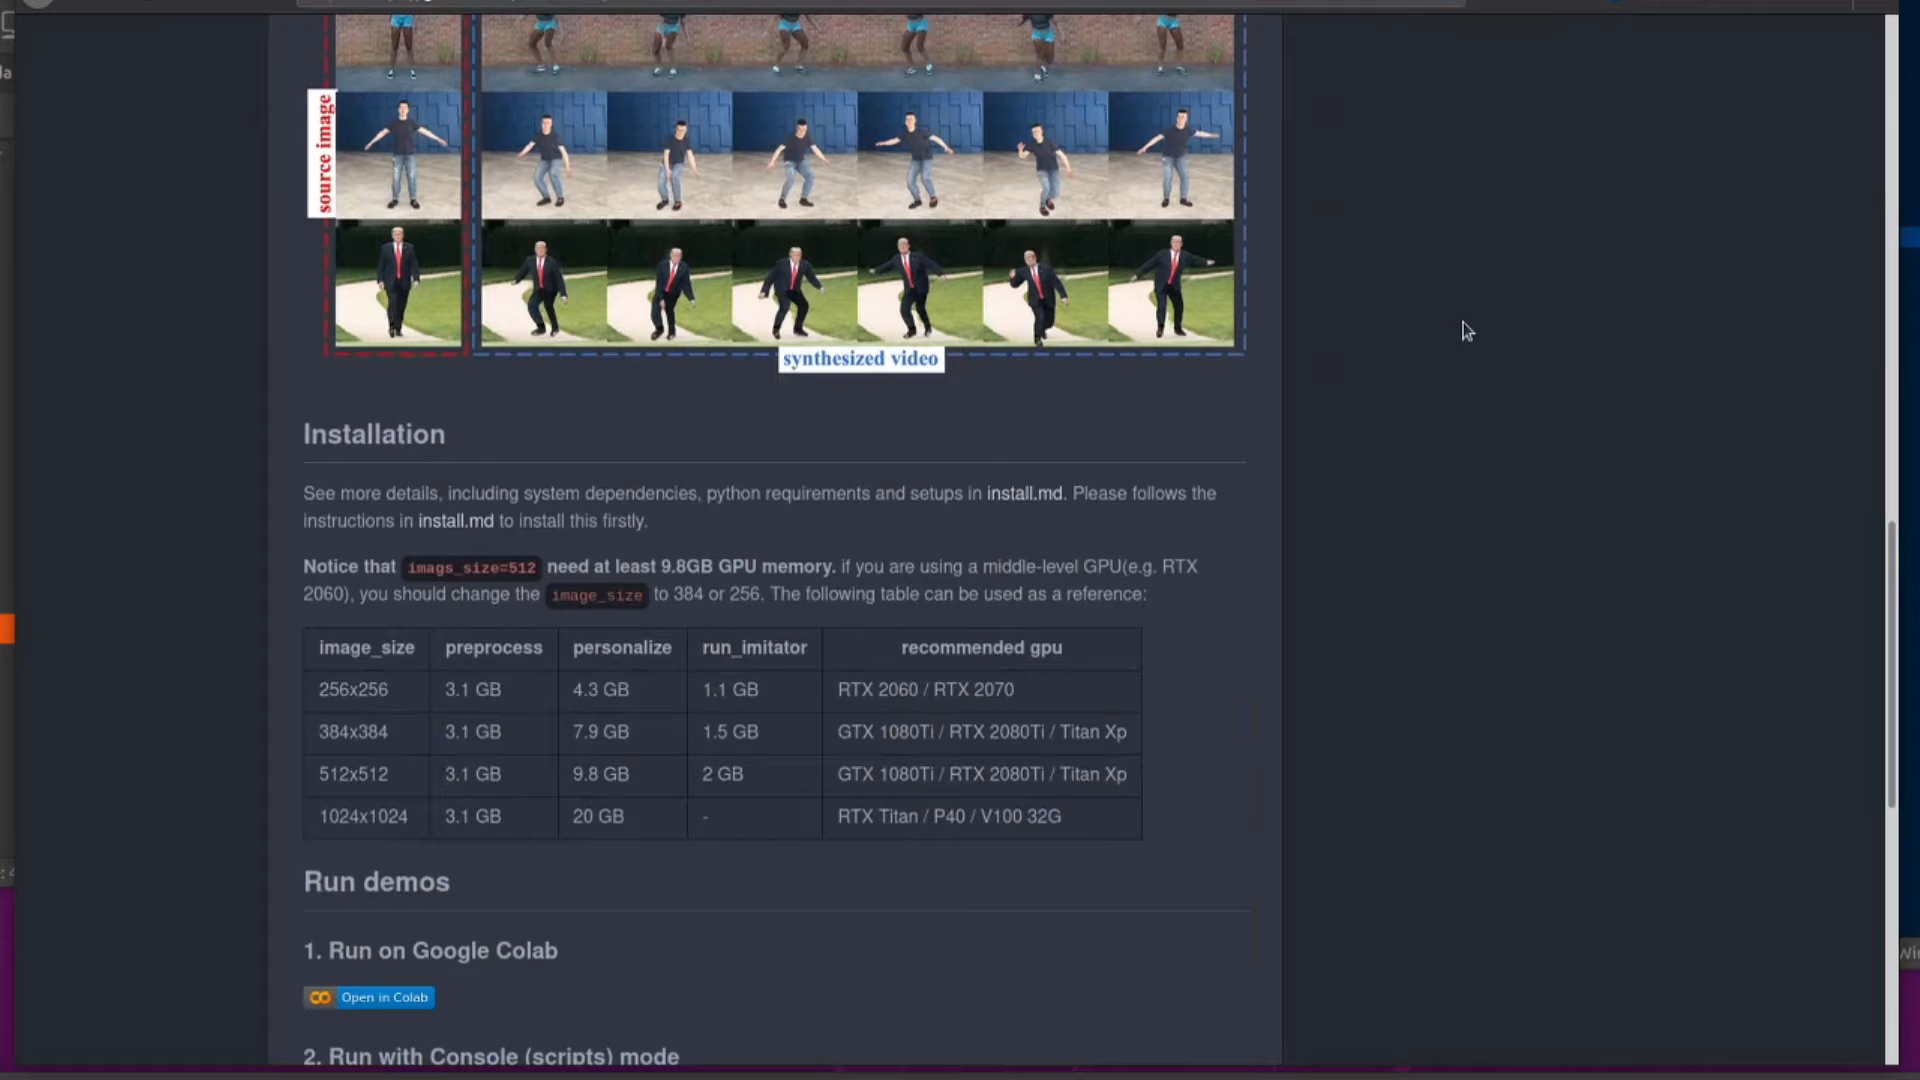 source image
synthesized video
Installation
See more details, including system dependencies, python requirements and setups in install.md. Please follows the
instructions in install.md to install this firstly.
Notice that imags_size=512 need at least 9.8GB GPU memory. if you are using a middle-level GPU(e.g. RTX
2060), you should change the image_size to 384 or 256. The following table can be used as a reference:
image_size preprocess personalize run_imitator recommended gpu
256x256 3.1 GB 4.3 GB 1.1 GB RTX 2060 / RTX 2070
384x384 3.1 GB 7.9 GB 1.5 GB GTX 1080Ti / RTX 2080Ti / Titan Xp
512x512 3.1 GB 9.8 GB 2 GB GTX 1080Ti / RTX 2080Ti / Titan Xp
1024x1024 3.1 GB 20 GB - RTX Titan / P40 / V100 32G
Run demos
1. Run on Google Colab
Open in Colab
2. Run with Console (scripts) mode